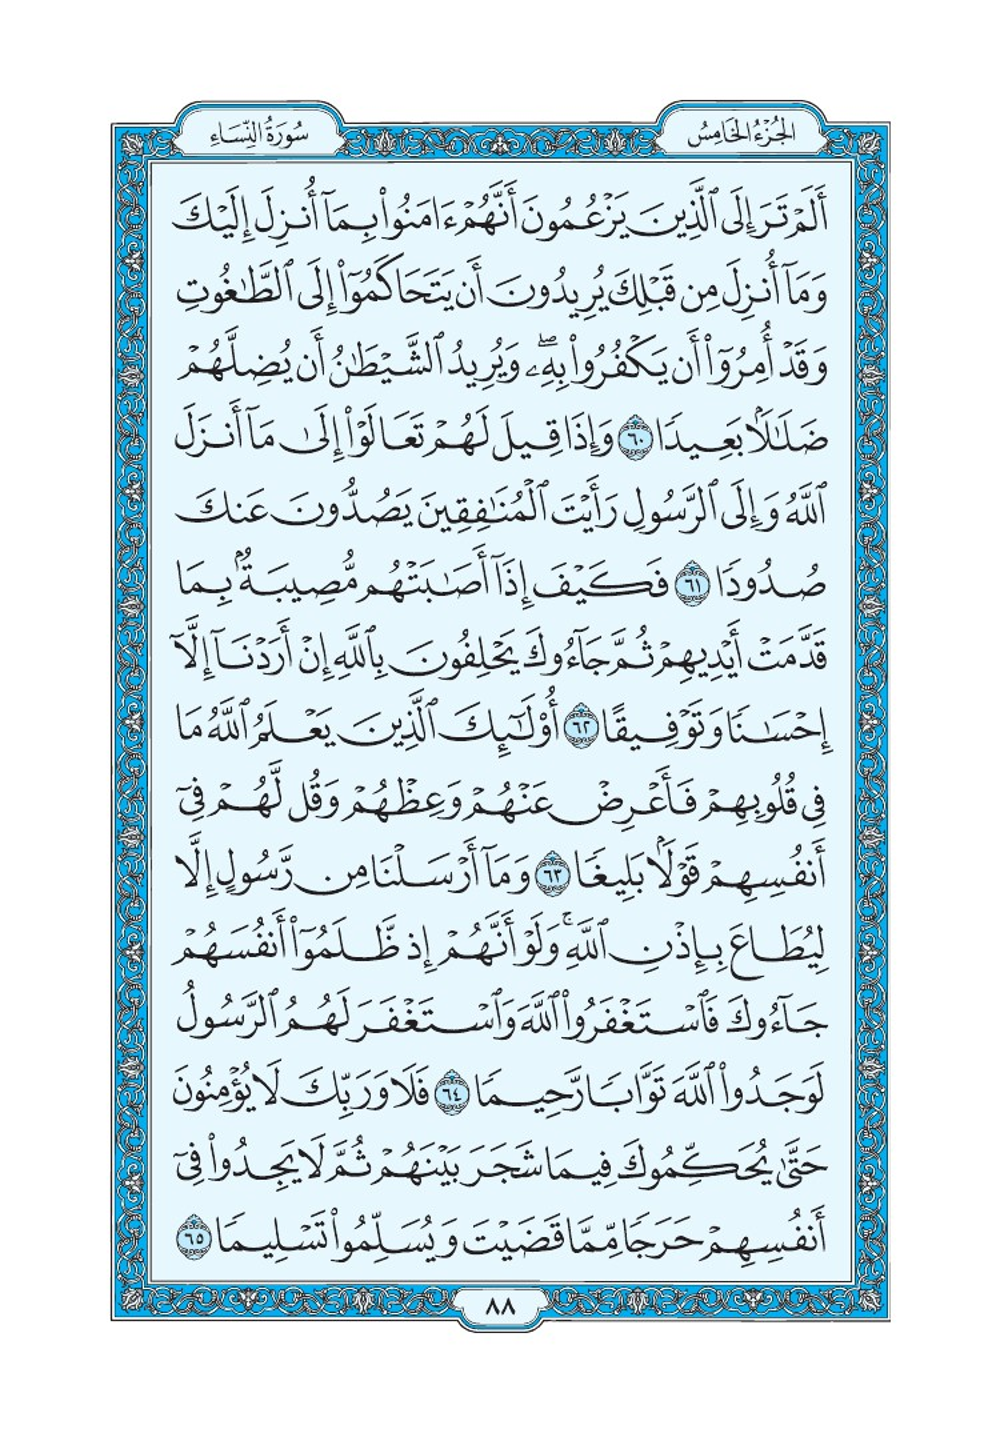 الجُزْءُ الخَامِسُ
سُورَةُ النِّسَاءِ
أَلَمْ تَرَ إِلَى ٱلَّذِينَ يَزْعُمُونَ أَنَّهُمْ ءَامَنُوا۟ بِمَآ أُنزِلَ إِلَيْكَ
وَمَآ أُنزِلَ مِن قَبْلِكَ يُرِيدُونَ أَن يَتَحَاكَمُوٓا۟ إِلَى ٱلطَّٰغُوتِ
وَقَدْ أُمِرُوٓا۟ أَن يَكْفُرُوا۟ بِهِۦۖ وَيُرِيدُ ٱلشَّيْطَٰنُ أَن يُضِلَّهُمْ
ضَلَٰلًۢا بَعِيدًا ٦٠ وَإِذَا قِيلَ لَهُمْ تَعَالَوْا۟ إِلَىٰ مَآ أَنزَلَ
ٱللَّهُ وَإِلَى ٱلرَّسُولِ رَأَيْتَ ٱلْمُنَٰفِقِينَ يَصُدُّونَ عَنكَ
صُدُودًا ٦١ فَكَيْفَ إِذَآ أَصَٰبَتْهُم مُّصِيبَةٌۢ بِمَا
قَدَّمَتْ أَيْدِيهِمْ ثُمَّ جَآءُوكَ يَحْلِفُونَ بِٱللَّهِ إِنْ أَرَدْنَآ إِلَّآ
إِحْسَٰنًا وَتَوْفِيقًا ٦٢ أُو۟لَٰٓئِكَ ٱلَّذِينَ يَعْلَمُ ٱللَّهُ مَا
فِى قُلُوبِهِمْ فَأَعْرِضْ عَنْهُمْ وَعِظْهُمْ وَقُل لَّهُمْ فِىٓ
أَنفُسِهِمْ قَوْلًۢا بَلِيغًا ٦٣ وَمَآ أَرْسَلْنَا مِن رَّسُولٍ إِلَّا
لِيُطَاعَ بِإِذْنِ ٱللَّهِۚ وَلَوْ أَنَّهُمْ إِذ ظَّلَمُوٓا۟ أَنفُسَهُمْ
جَآءُوكَ فَٱسْتَغْفَرُوا۟ ٱللَّهَ وَٱسْتَغْفَرَ لَهُمُ ٱلرَّسُولُ
لَوَجَدُوا۟ ٱللَّهَ تَوَّابًا رَّحِيمًا ٦٤ فَلَا وَرَبِّكَ لَا يُؤْمِنُونَ
حَتَّىٰ يُحَكِّمُوكَ فِيمَا شَجَرَ بَيْنَهُمْ ثُمَّ لَا يَجِدُوا۟ فِىٓ
أَنفُسِهِمْ حَرَجًا مِّمَّا قَضَيْتَ وَيُسَلِّمُوا۟ تَسْلِيمًا ٦٥
٨٨